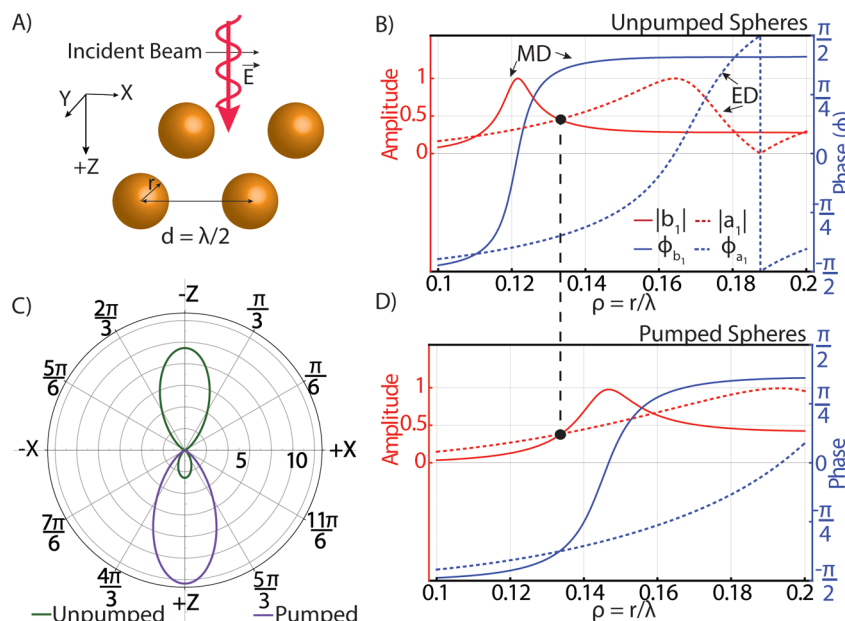 A)
Incident Beam
E
Y
X
+Z
r
d = λ/2
B)
Unpumped Spheres
MD
ED
Amplitude
1
0.5
0
π/2
π/4
0
-π/4
-π/2
Phase (ϕ)
|b₁|
|a₁|
ϕb₁
ϕa₁
0.1
0.12
0.14
0.16
0.18
0.2
ρ = r/λ
C)
-Z
2π/3
π/3
5π/6
π/6
-X
+X
5
10
7π/6
11π/6
4π/3
5π/3
+Z
Unpumped
Pumped
D)
Pumped Spheres
Amplitude
1
0.5
0
π/2
π/4
0
-π/4
-π/2
Phase
0.1
0.12
0.14
0.16
0.18
0.2
ρ = r/λ